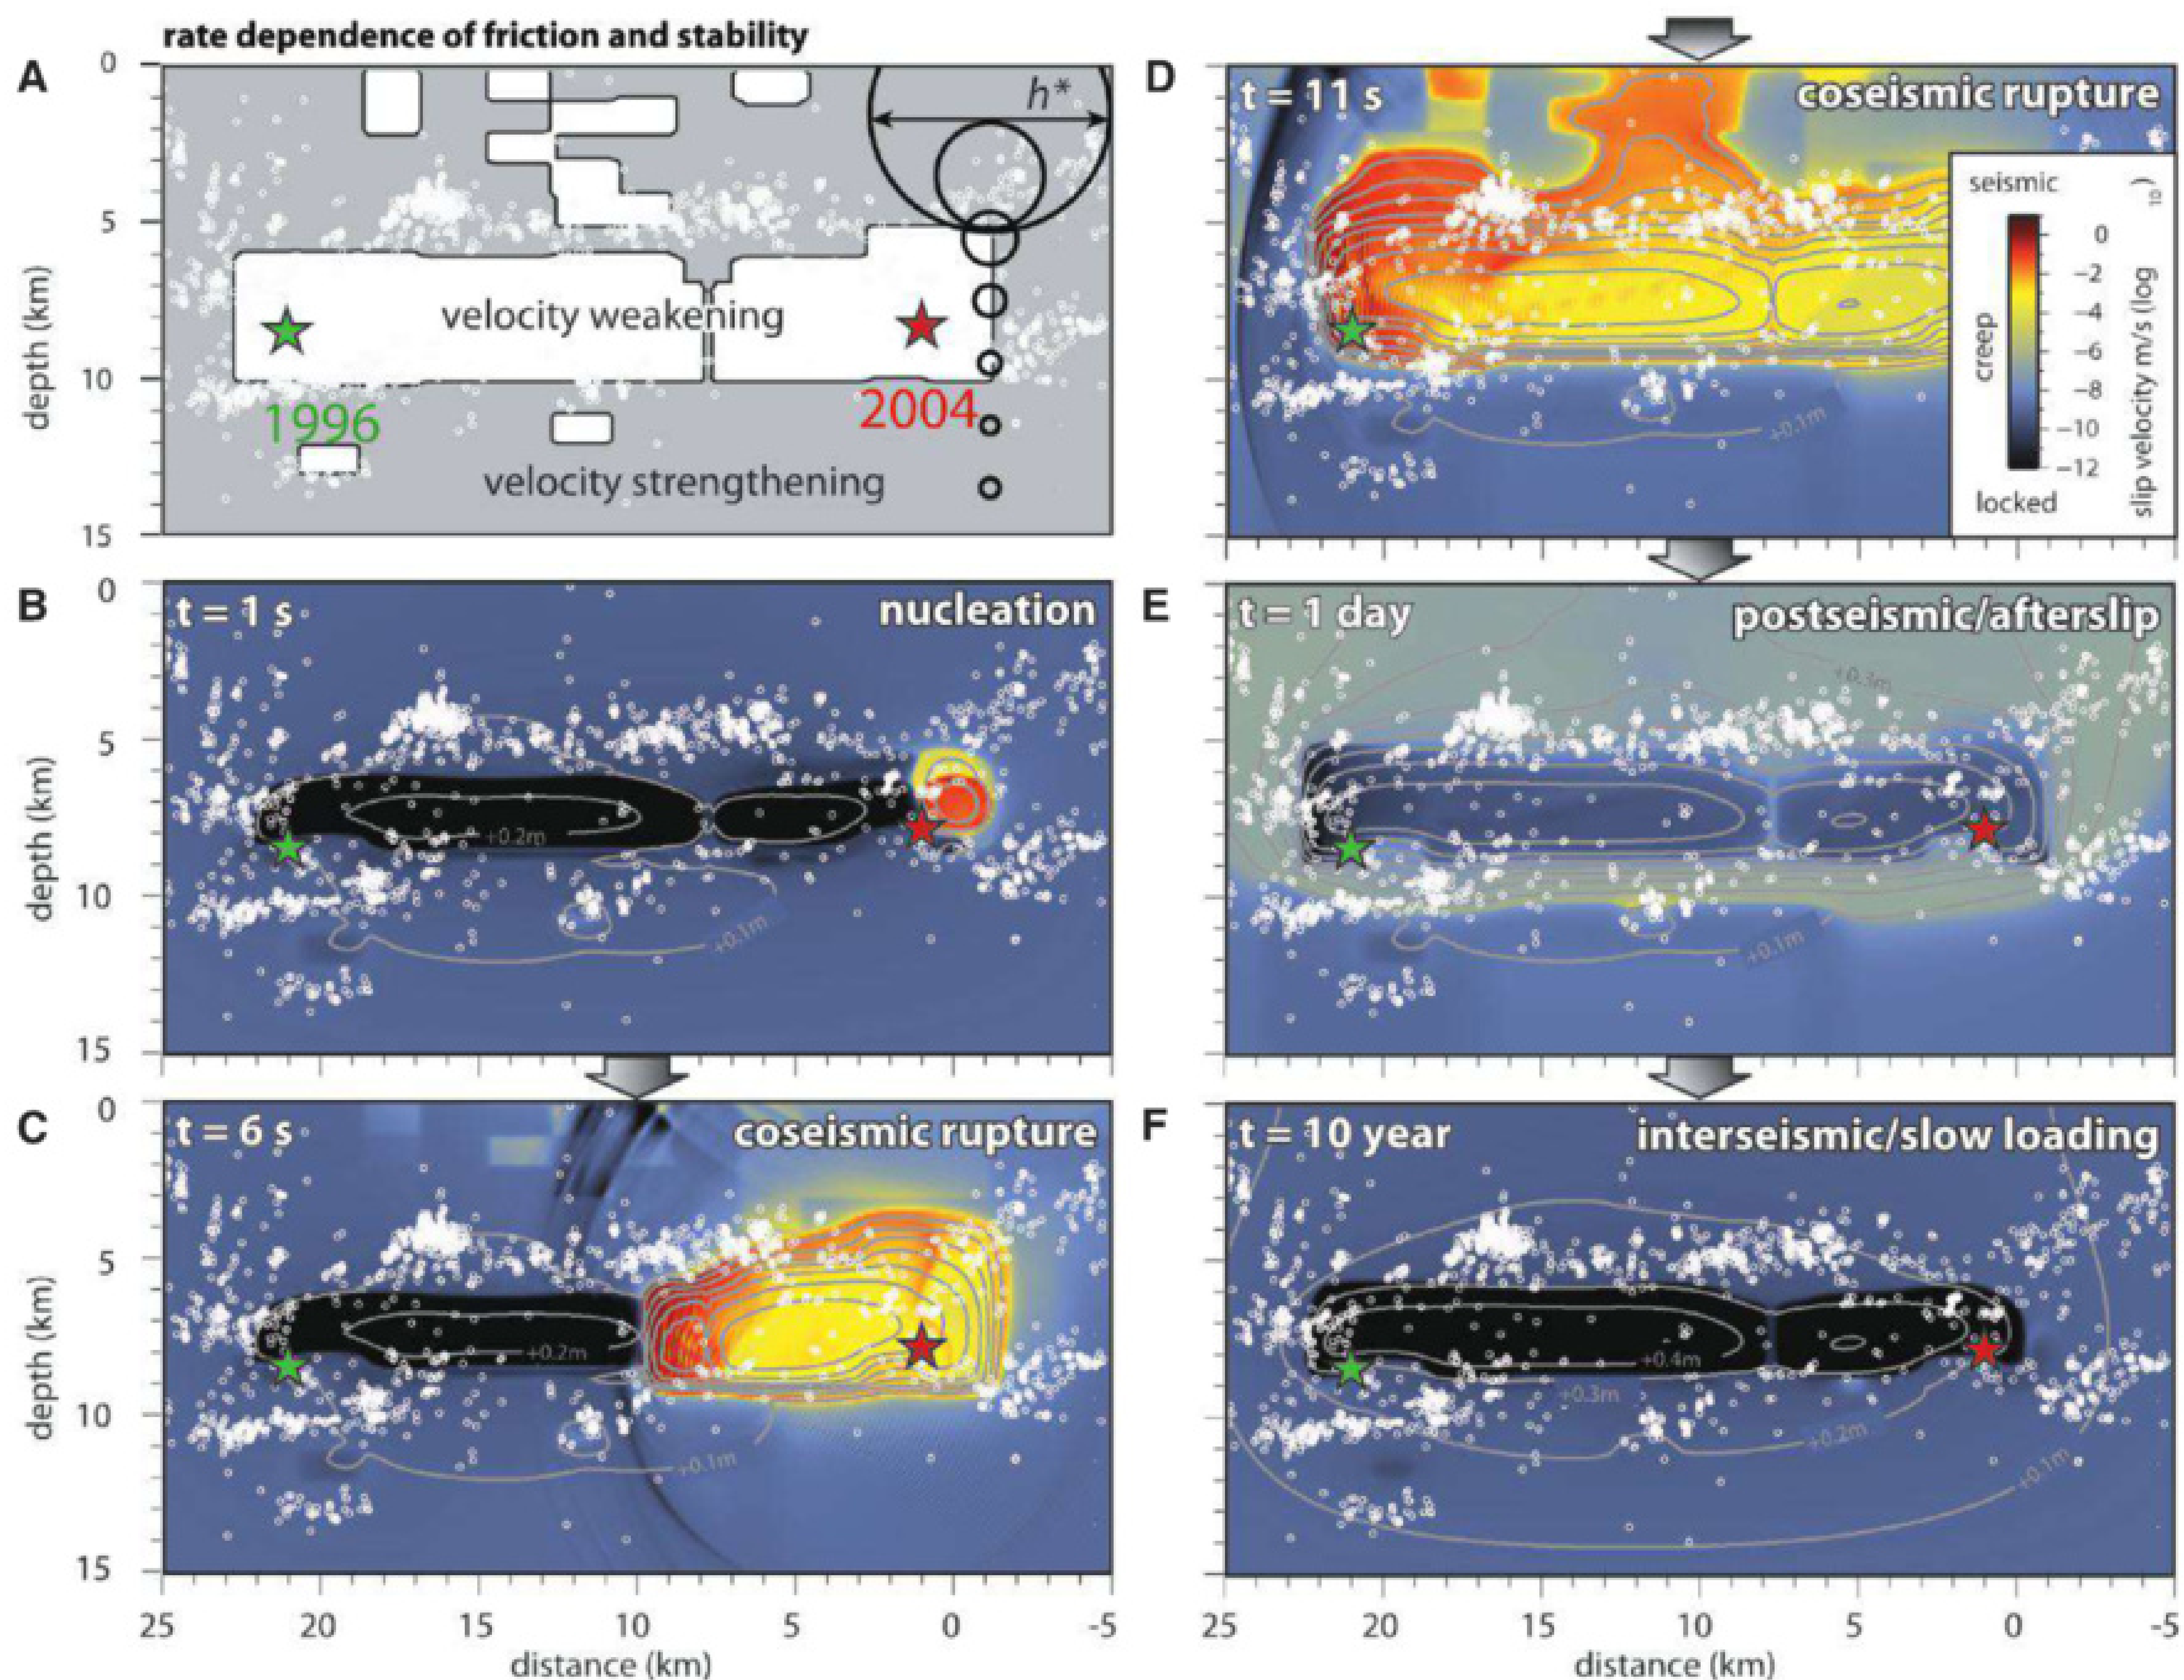 rate dependence of friction and stability
A
0
5
10
15
depth (km)
h*
velocity weakening
1996
2004
velocity strengthening
B
0
5
10
15
depth (km)
t = 1 s
nucleation
+0.2m
+0.1m
C
0
5
10
15
depth (km)
t = 6 s
coseismic rupture
+0.2m
+0.1m
25 20 15 10 5 0 -5
distance (km)
D
t = 11 s
coseismic rupture
+0.1m
seismic
creep
locked
0
−2
−4
−6
−8
−10
−12
slip velocity m/s (log 10)
E
t = 1 day
postseismic/afterslip
+0.3m
+0.1m
F
t = 10 year
interseismic/slow loading
+0.4m
+0.3m
+0.2m
+0.1m
25 20 15 10 5 0 -5
distance (km)